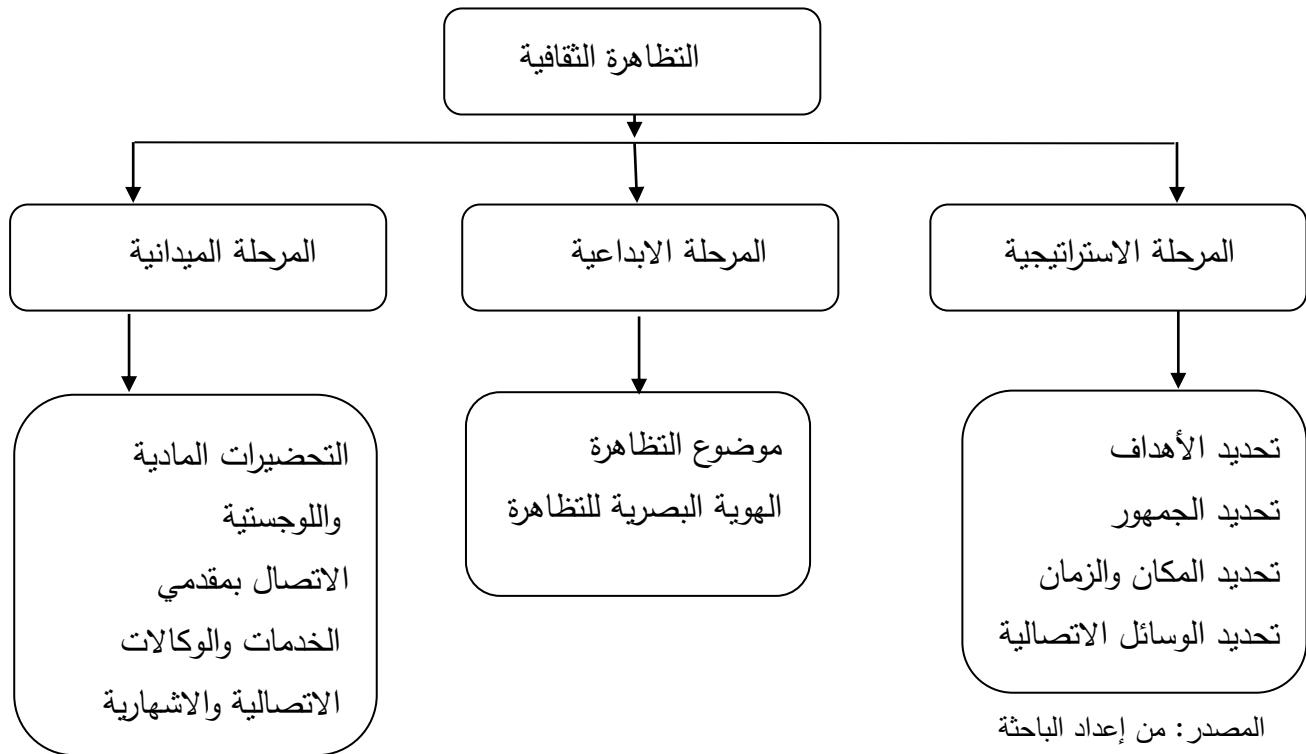 التظاهرة الثقافية
المرحلة الاستراتيجية
المرحلة الابداعية
المرحلة الميدانية
تحديد الأهداف
تحديد الجمهور
تحديد المكان والزمان
تحديد الوسائل الاتصالية
موضوع التظاهرة
الهوية البصرية للتظاهرة
التحضيرات المادية
واللوجستية
الاتصال بمقدمي
الخدمات والوكالات
الاتصالية والاشهارية
المصدر: من إعداد الباحثة